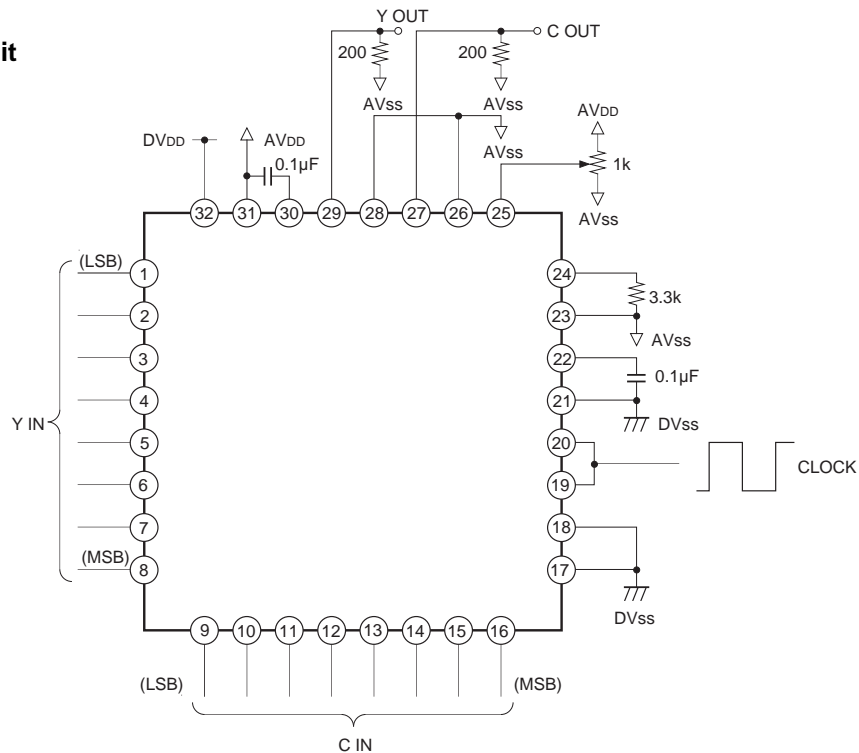 it
Y OUT
C OUT
200
200
AVss
AVss
AVDD
DVDD
AVDD
0.1µF
AVss
1k
AVss
32 31 30 29 28 27 26 25
(LSB)
1
2
3
4
5
6
7
(MSB)
8
Y IN
24
3.3k
23
AVss
22
0.1µF
21
DVss
20
CLOCK
19
18
17
DVss
9 10 11 12 13 14 15 16
(LSB)
(MSB)
C IN